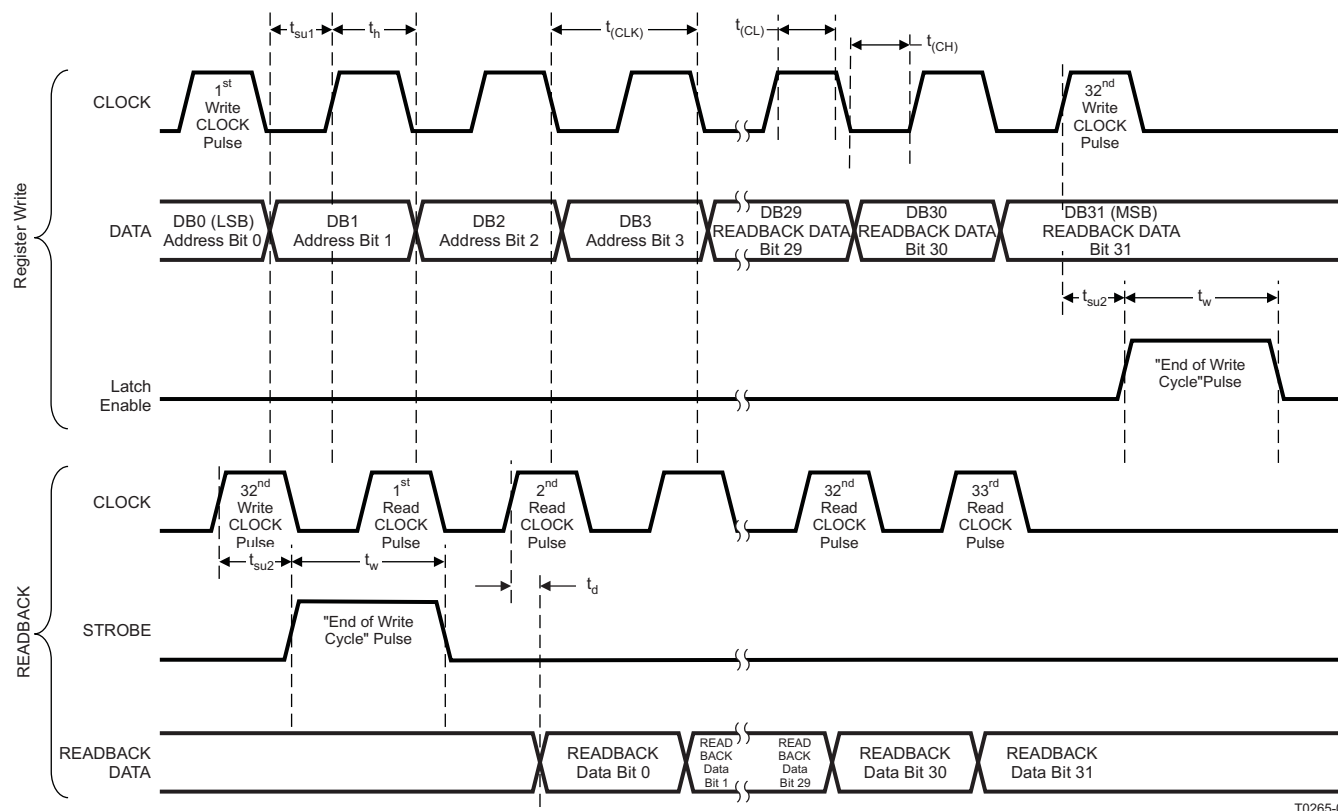 t_su1
t_h
t_(CLK)
t_(CL)
t_(CH)
Register Write
CLOCK
1st
Write
CLOCK
Pulse
32nd
Write
CLOCK
Pulse
DATA
DB0 (LSB)
Address Bit 0
DB1
Address Bit 1
DB2
Address Bit 2
DB3
Address Bit 3
DB29
READBACK DATA
Bit 29
DB30
READBACK DATA
Bit 30
DB31 (MSB)
READBACK DATA
Bit 31
t_su2
t_w
Latch
Enable
"End of Write
Cycle"Pulse
READBACK
CLOCK
32nd
Write
CLOCK
Pulse
1st
Read
CLOCK
Pulse
2nd
Read
CLOCK
Pulse
32nd
Read
CLOCK
Pulse
33rd
Read
CLOCK
Pulse
t_su2
t_w
t_d
STROBE
"End of Write
Cycle" Pulse
READBACK
DATA
READBACK
Data Bit 0
READ
BACK
Data
Bit 1
READ
BACK
Data
Bit 29
READBACK
Data Bit 30
READBACK
Data Bit 31